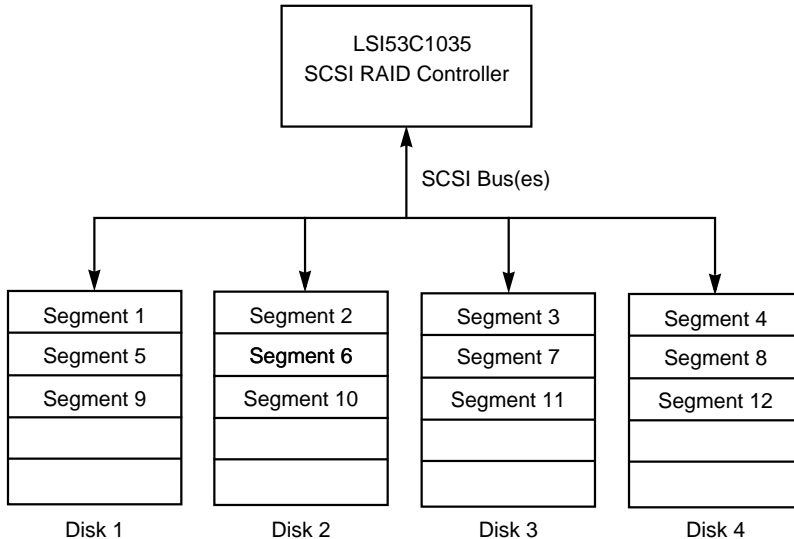 LSI53C1035
SCSI RAID Controller
SCSI Bus(es)
Segment 1
Segment 2
Segment 3
Segment 4
Segment 5
Segment 6
Segment 7
Segment 8
Segment 9
Segment 10
Segment 11
Segment 12
Disk 1
Disk 2
Disk 3
Disk 4